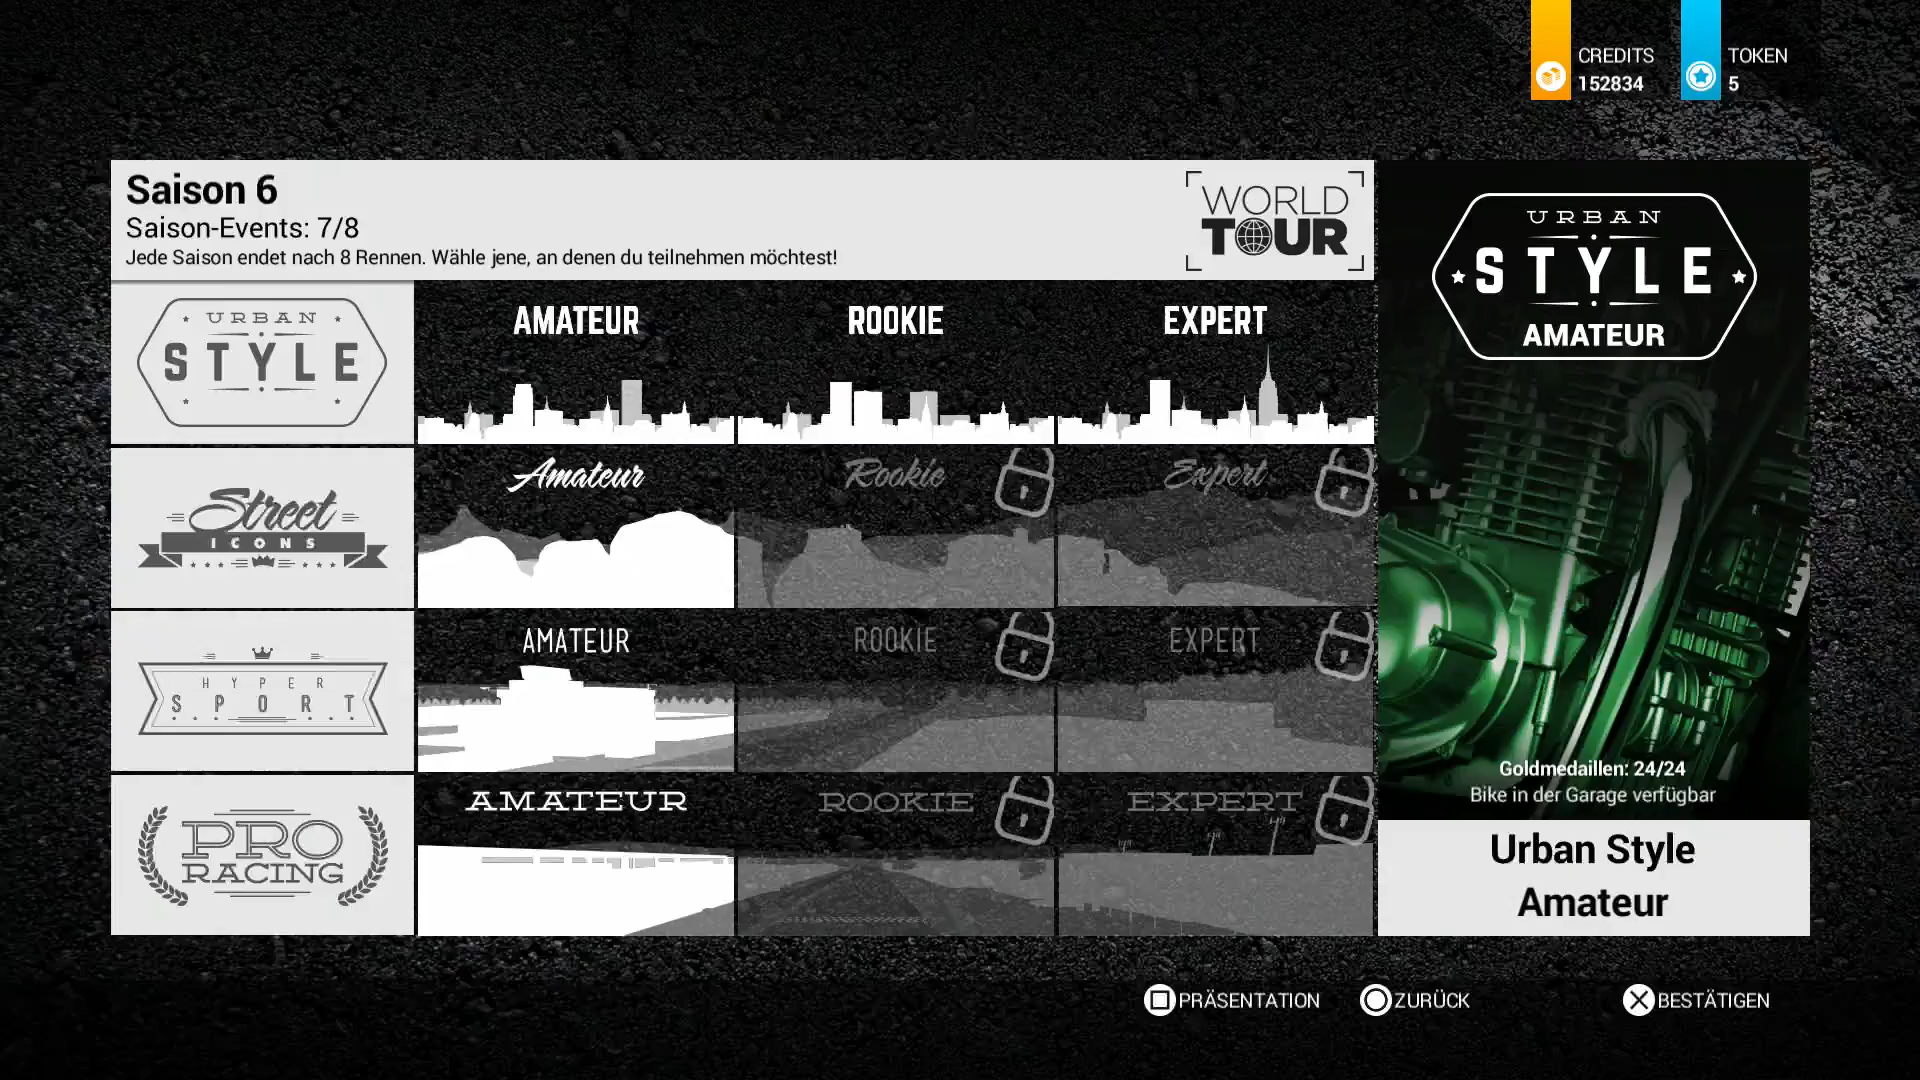 CREDITS
152834
TOKEN
5
Saison 6
Saison-Events: 7/8
Jede Saison endet nach 8 Rennen. Wähle jene, an denen du teilnehmen möchtest!
WORLD
TOUR
URBAN
STYLE
AMATEUR
ROOKIE
EXPERT
Street
ICONS
Amateur
Rookie
Expert
HYPER
SPORT
AMATEUR
ROOKIE
EXPERT
PRO
RACING
AMATEUR
ROOKIE
EXPERT
URBAN
STYLE
AMATEUR
Goldmedaillen: 24/24
Bike in der Garage verfügbar
Urban Style
Amateur
PRÄSENTATION
ZURÜCK
BESTÄTIGEN